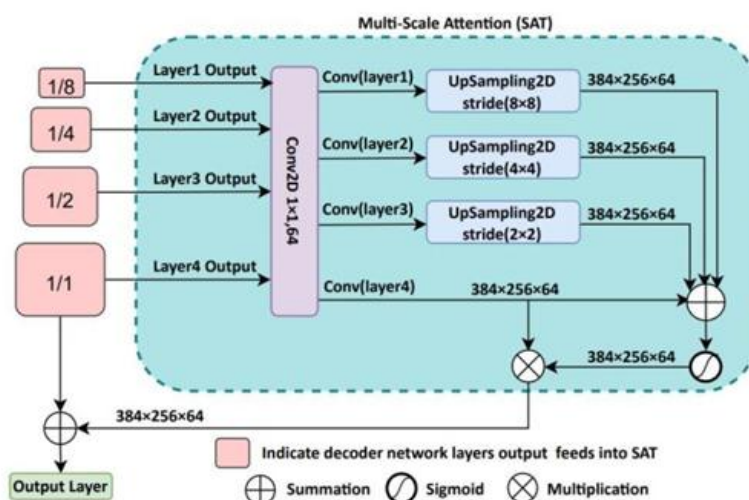 Multi-Scale Attention (SAT)
1/8
Layer1 Output
Conv(layer1)
UpSampling2D
stride(8×8)
384×256×64
1/4
Layer2 Output
Conv(layer2)
UpSampling2D
stride(4×4)
384×256×64
1/2
Layer3 Output
Conv2D 1×1,64
Conv(layer3)
UpSampling2D
stride(2×2)
384×256×64
1/1
Layer4 Output
Conv(layer4)
384×256×64
384×256×64
384×256×64
Indicate decoder network layers output feeds into SAT
Output Layer
Summation
Sigmoid
Multiplication